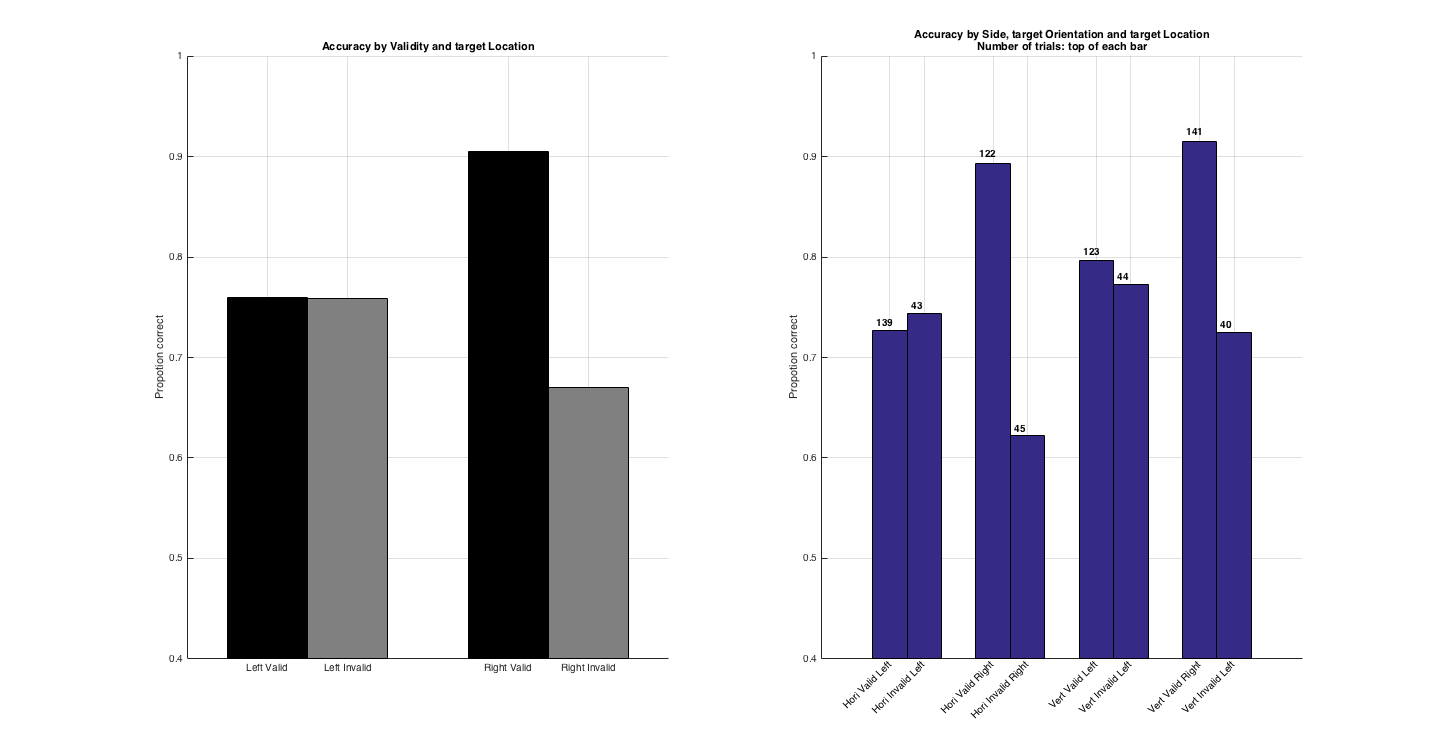 Accuracy by Validity and target Location
1
0.9
0.8
0.7
0.6
0.5
0.4
Propotion correct
Left Valid
Left Invalid
Right Valid
Right Invalid
Accuracy by Side, target Orientation and target Location
Number of trials: top of each bar
1
0.9
0.8
0.7
0.6
0.5
0.4
Propotion correct
139
43
122
45
123
44
141
40
Hori Valid Left
Hori Invalid Left
Hori Valid Right
Hori Invalid Right
Vert Valid Left
Vert Invalid Left
Vert Valid Right
Vert Invalid Left